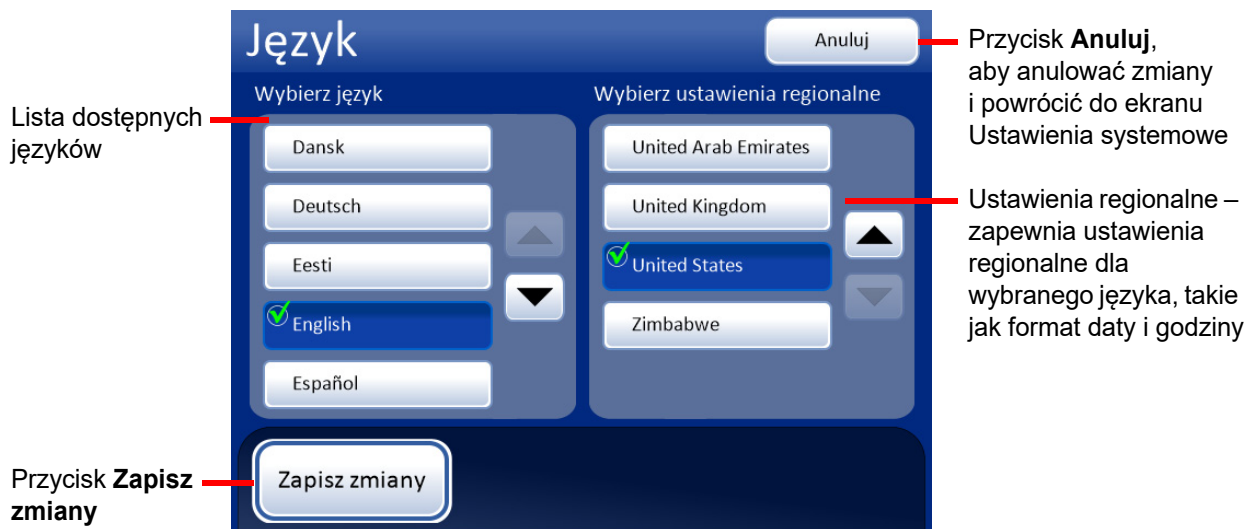 Język
Anuluj
Wybierz język
Wybierz ustawienia regionalne
Dansk
Deutsch
Eesti
English
Español
United Arab Emirates
United Kingdom
United States
Zimbabwe
Zapisz zmiany
Lista dostępnych
języków
Przycisk Zapisz
zmiany
Przycisk Anuluj,
aby anulować zmiany
i powrócić do ekranu
Ustawienia systemowe
Ustawienia regionalne –
zapewnia ustawienia
regionalne dla
wybranego języka, takie
jak format daty i godziny